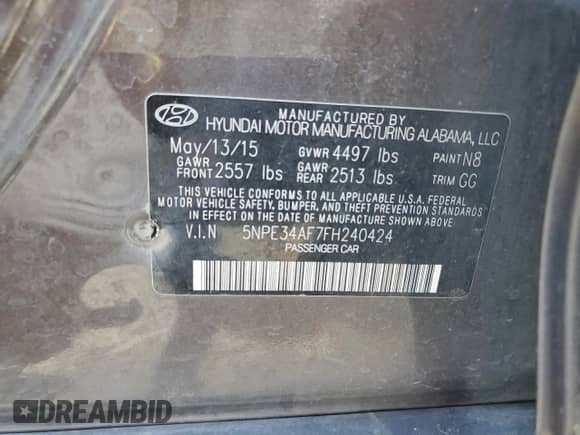 MANUFACTURED BY
HYUNDAI MOTOR MANUFACTURING ALABAMA, LLC
May/13/15 GVWR 4497 lbs PAINT N8
GAWR FRONT 2557 lbs GAWR REAR 2513 lbs TRIM GG
THIS VEHICLE CONFORMS TO ALL APPLICABLE U.S.A. FEDERAL
MOTOR VEHICLE SAFETY, BUMPER, AND THEFT PREVENTION STANDARDS
IN EFFECT ON THE DATE OF MANUFACTURE SHOWN ABOVE.
V.I.N 5NPE34AF7FH240424
PASSENGER CAR
DREAMBID